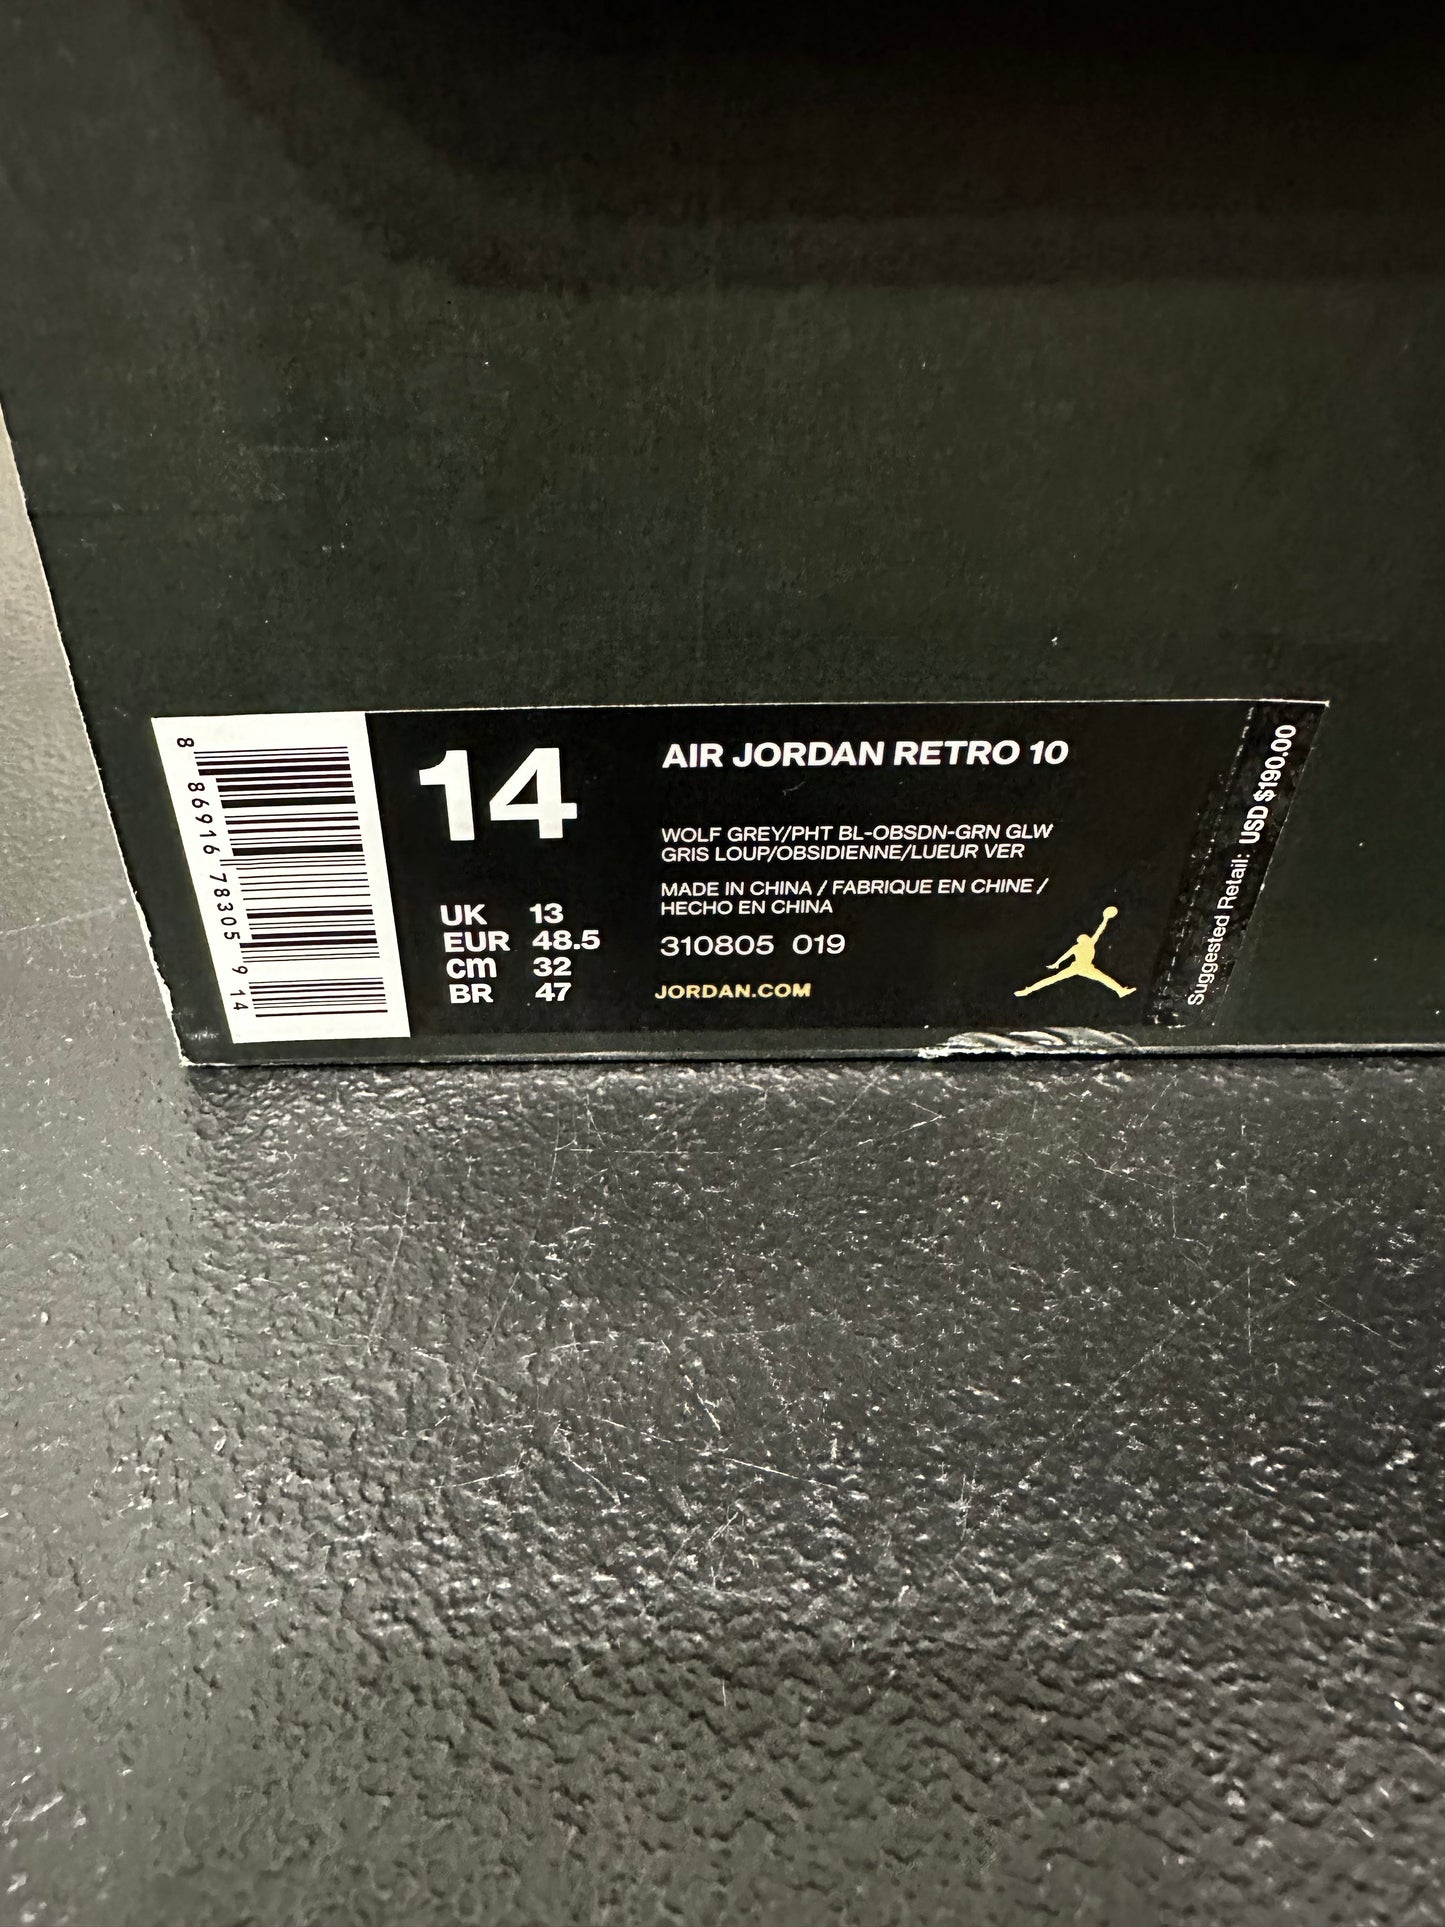 8 86916 78305 9 14
14
UK 13
EUR 48.5
cm 32
BR 47
AIR JORDAN RETRO 10
WOLF GREY/PHT BL-OBSDN-GRN GLW
GRIS LOUP/OBSIDIENNE/LUEUR VER
MADE IN CHINA / FABRIQUE EN CHINE /
HECHO EN CHINA
310805 019
JORDAN.COM
Suggested Retail: USD $190.00